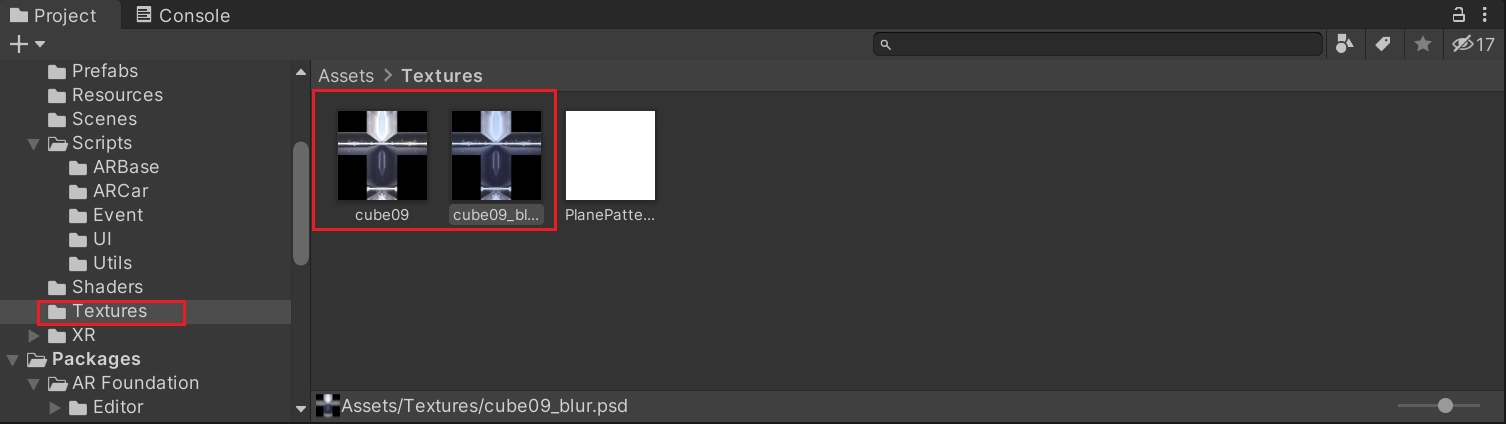 Project
Console
17
Prefabs
Resources
Scenes
Scripts
ARBase
ARCar
Event
UI
Utils
Shaders
Textures
XR
Packages
AR Foundation
Editor
Assets > Textures
cube09
cube09_bl...
PlanePatte...
Assets/Textures/cube09_blur.psd